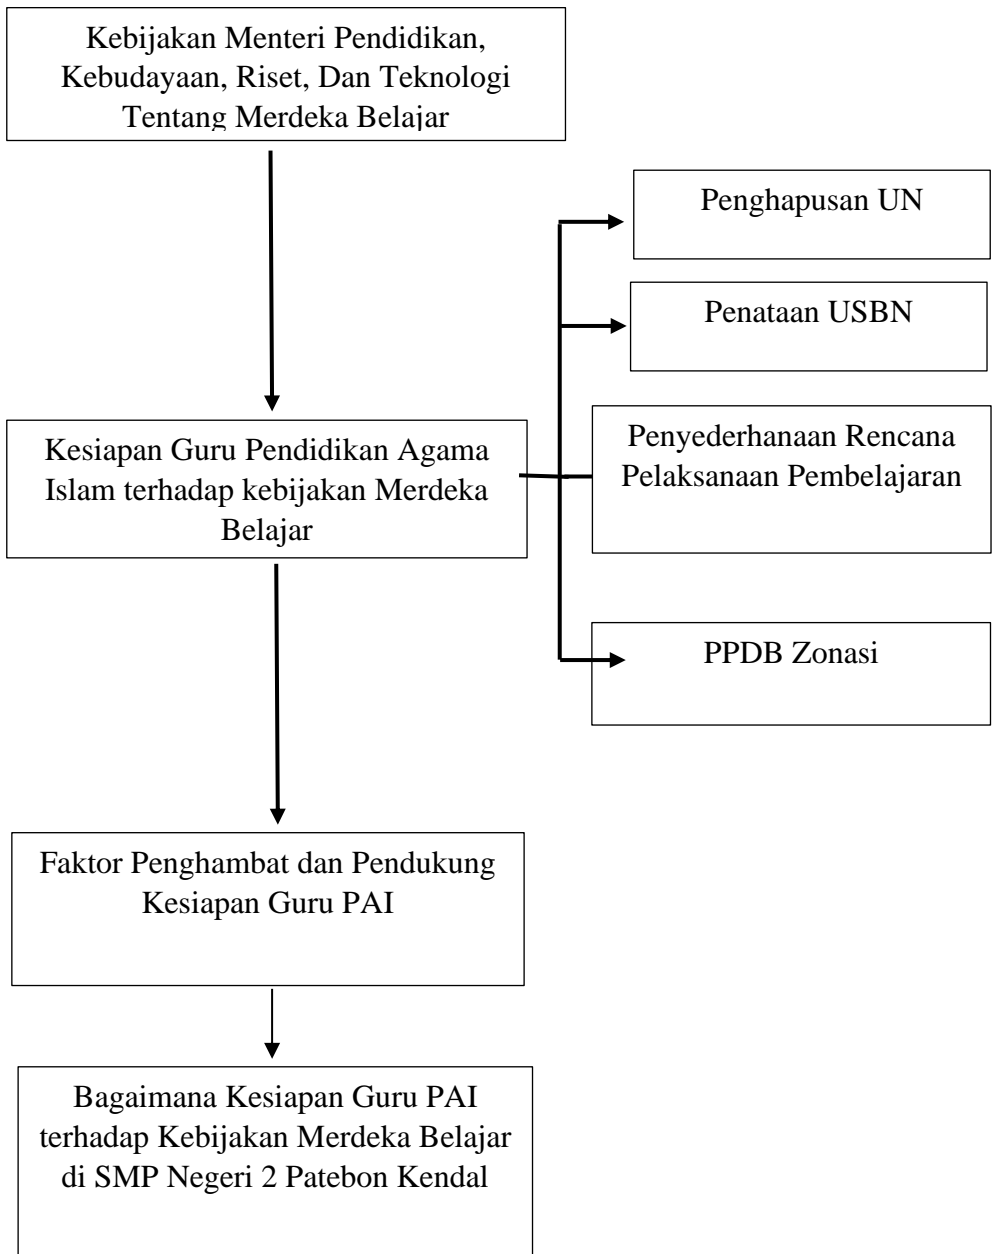 Kebijakan Menteri Pendidikan,
Kebudayaan, Riset, Dan Teknologi
Tentang Merdeka Belajar
Penghapusan UN
Penataan USBN
Kesiapan Guru Pendidikan Agama
Islam terhadap kebijakan Merdeka
Belajar
Penyederhanaan Rencana
Pelaksanaan Pembelajaran
PPDB Zonasi
Faktor Penghambat dan Pendukung
Kesiapan Guru PAI
Bagaimana Kesiapan Guru PAI
terhadap Kebijakan Merdeka Belajar
di SMP Negeri 2 Patebon Kendal